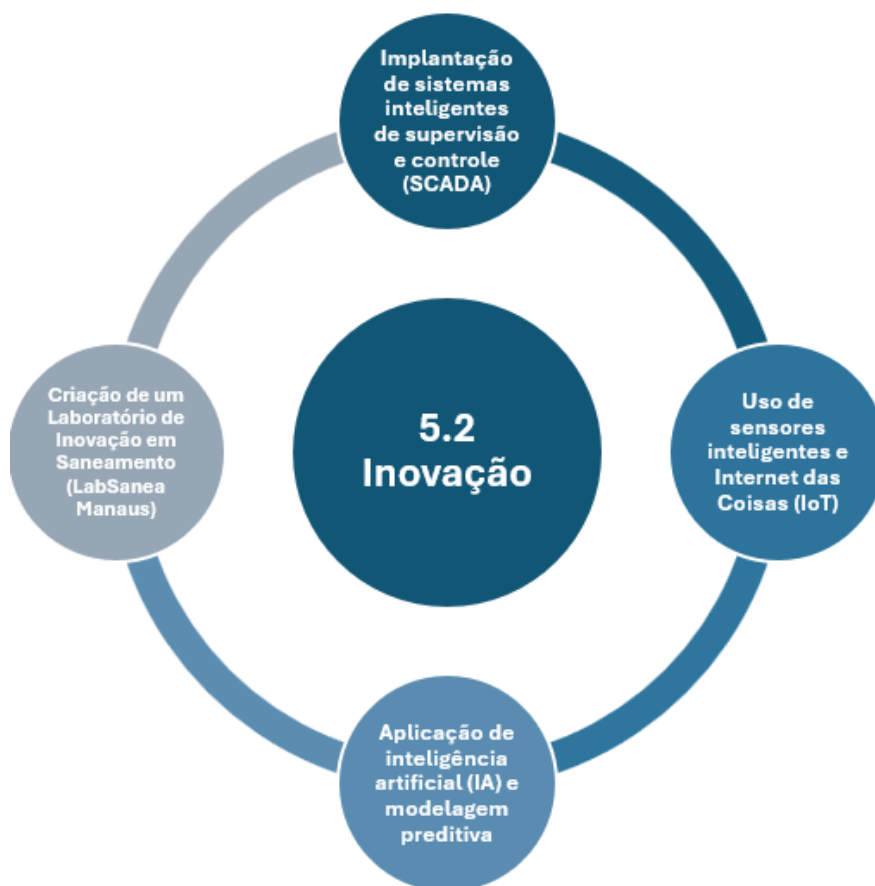 Implantação
de sistemas
inteligentes
de supervisão
e controle
(SCADA)
5.2
Inovação
Uso de
sensores
inteligentes e
Internet das
Coisas (IoT)
Aplicação de
inteligência
artificial (IA) e
modelagem
preditiva
Criação de um
Laboratório de
Inovação em
Saneamento
(LabSanea
Manaus)